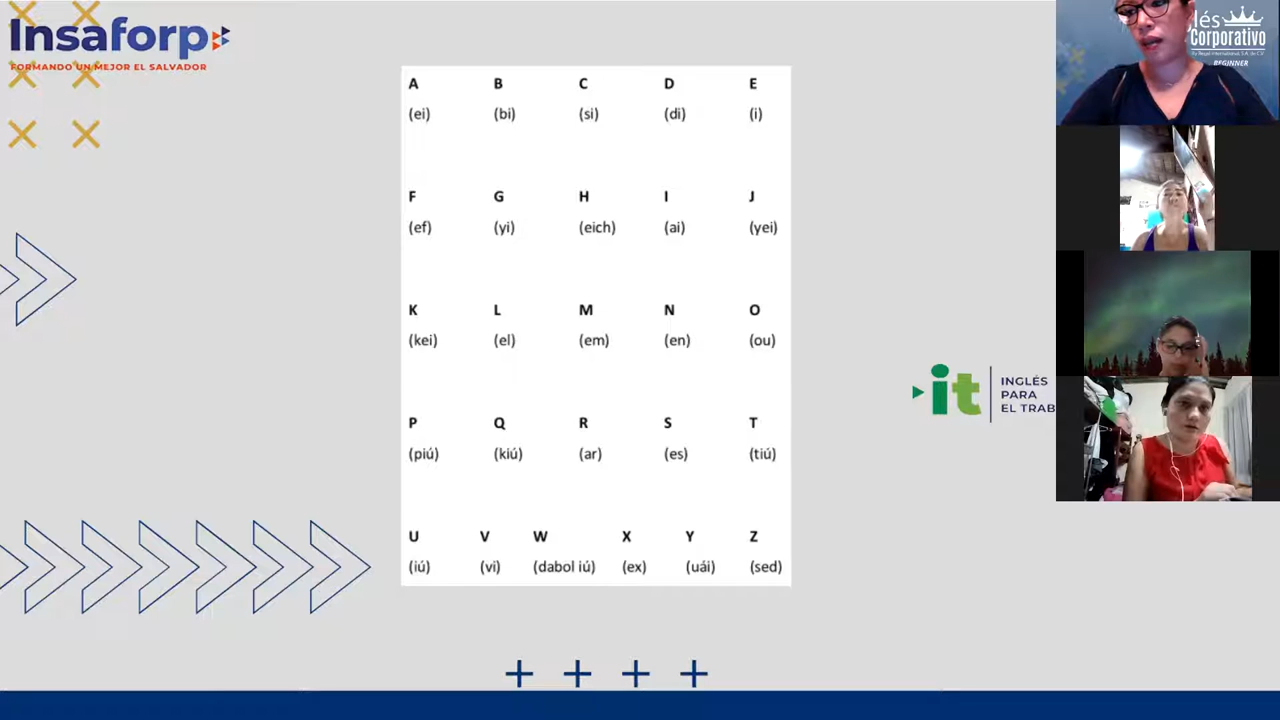 Insaforp
FORMANDO UN MEJOR EL SALVADOR
A B C D E
(ei) (bi) (si) (di) (i)
F G H I J
(ef) (yi) (eich) (ai) (yei)
K L M N O
(kei) (el) (em) (en) (ou)
P Q R S T
(piú) (kiú) (ar) (es) (tiú)
U V W X Y Z
(iú) (vi) (dabol iú) (ex) (uái) (sed)
it
INGLÉS
PARA
EL TRAB
lés
Corporativo
BEGINNER